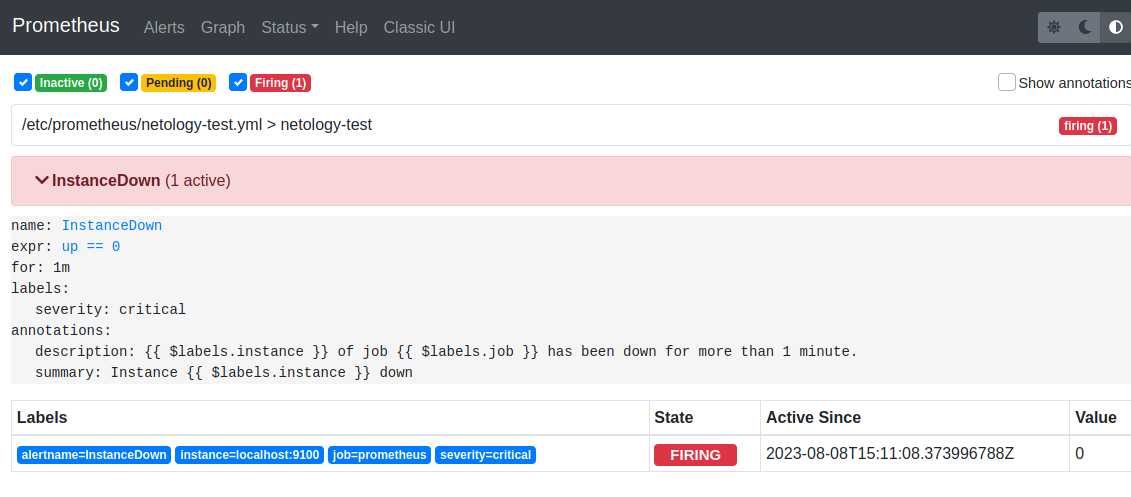 Prometheus Alerts Graph Status Help Classic UI
Inactive (0) Pending (0) Firing (1) Show annotations
/etc/prometheus/netology-test.yml > netology-test firing (1)
InstanceDown (1 active)
name: InstanceDown
expr: up == 0
for: 1m
labels:
severity: critical
annotations:
description: {{ $labels.instance }} of job {{ $labels.job }} has been down for more than 1 minute.
summary: Instance {{ $labels.instance }} down
Labels State Active Since Value
alertname=InstanceDown instance=localhost:9100 job=prometheus severity=critical FIRING 2023-08-08T15:11:08.373996788Z 0